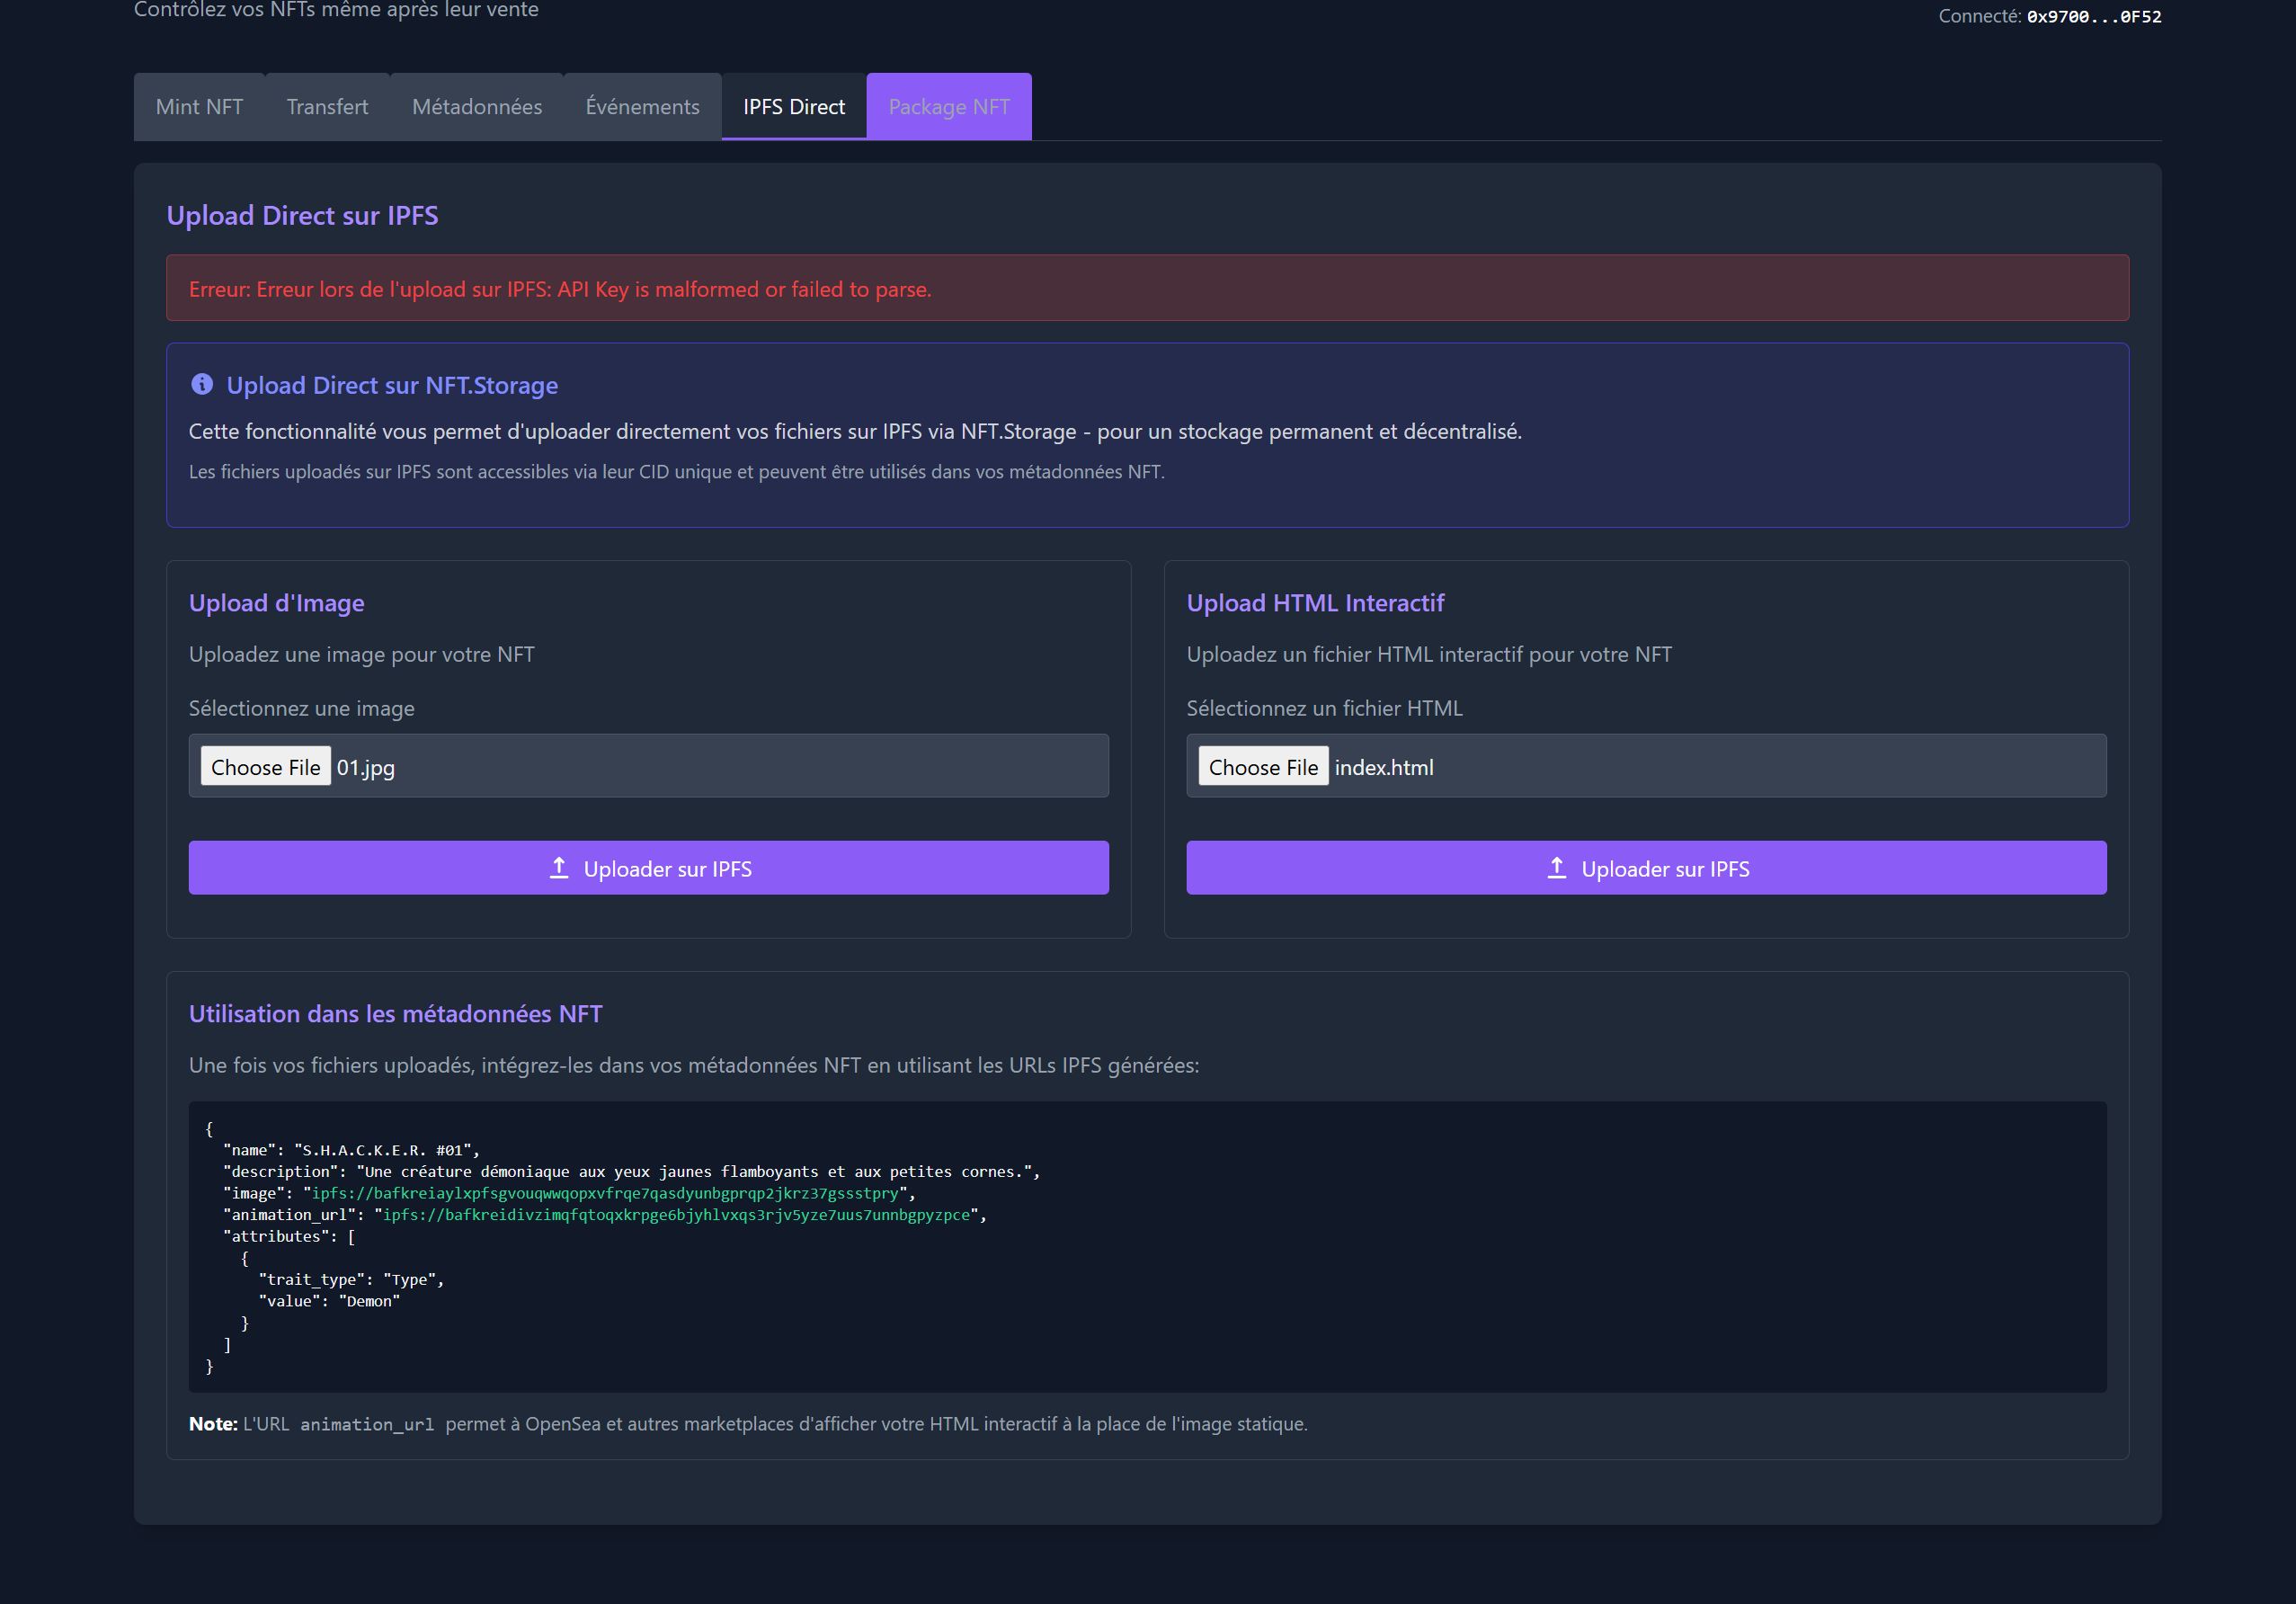 Contrôlez vos NFTs même après leur vente
Connecté: 0x9700...0F52
Mint NFT
Transfert
Métadonnées
Événements
IPFS Direct
Package NFT
Upload Direct sur IPFS
Erreur: Erreur lors de l'upload sur IPFS: API Key is malformed or failed to parse.
Upload Direct sur NFT.Storage
Cette fonctionnalité vous permet d'uploader directement vos fichiers sur IPFS via NFT.Storage - pour un stockage permanent et décentralisé.
Les fichiers uploadés sur IPFS sont accessibles via leur CID unique et peuvent être utilisés dans vos métadonnées NFT.
Upload d'Image
Uploadez une image pour votre NFT
Sélectionnez une image
Choose File 01.jpg
Uploader sur IPFS
Upload HTML Interactif
Uploadez un fichier HTML interactif pour votre NFT
Sélectionnez un fichier HTML
Choose File index.html
Uploader sur IPFS
Utilisation dans les métadonnées NFT
Une fois vos fichiers uploadés, intégrez-les dans vos métadonnées NFT en utilisant les URLs IPFS générées:
{
"name": "S.H.A.C.K.E.R. #01",
"description": "Une créature démoniaque aux yeux jaunes flamboyants et aux petites cornes.",
"image": "ipfs://bafkreiaylxpfsgvouqwwqopxvfrqe7qasdyunbgprqp2jkrz37gssstpry",
"animation_url": "ipfs://bafkreidivzimqfqtoqxkrpge6bjyhlvxqs3rjv5yze7uus7unnbgpyzpce",
"attributes": [
{
"trait_type": "Type",
"value": "Demon"
}
]
}
Note: L'URL animation_url permet à OpenSea et autres marketplaces d'afficher votre HTML interactif à la place de l'image statique.